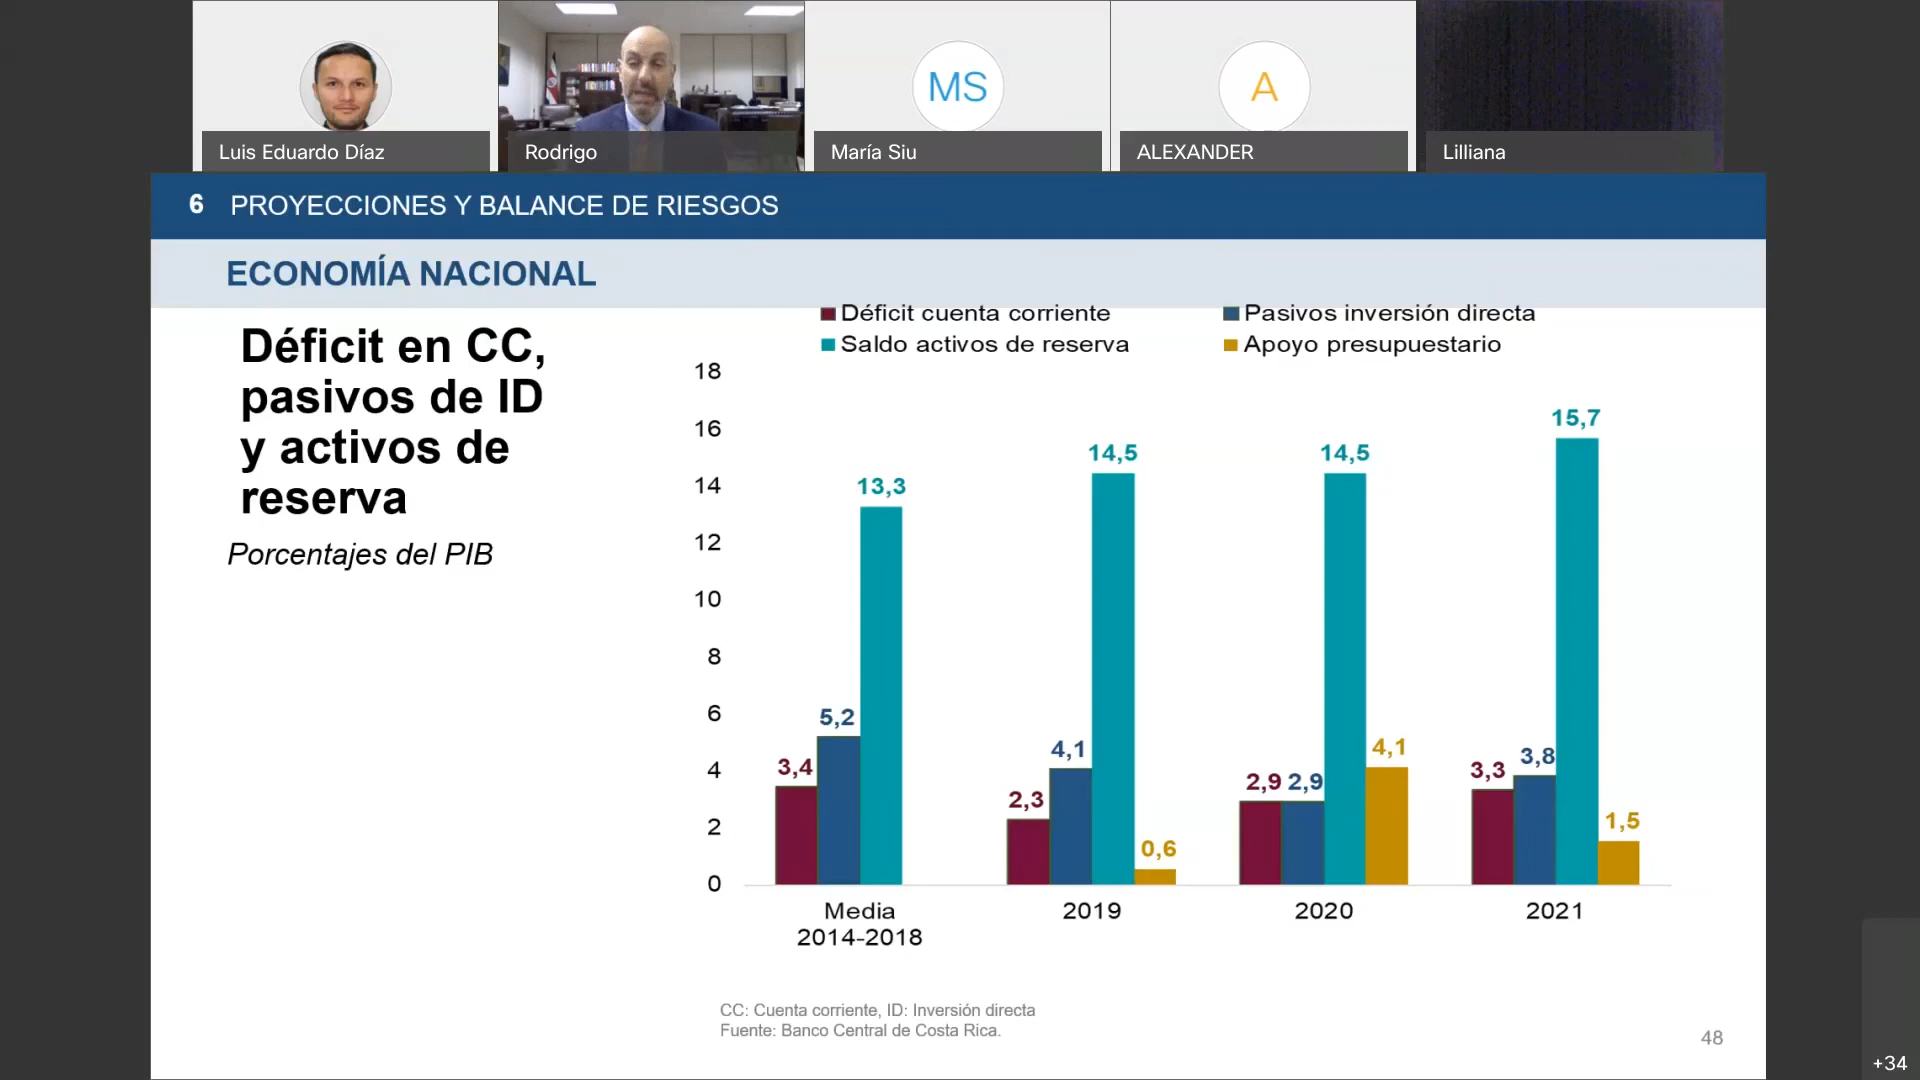 MS
A
Luis Eduardo Díaz
Rodrigo
María Siu
ALEXANDER
Lilliana
6 PROYECCIONES Y BALANCE DE RIESGOS
ECONOMÍA NACIONAL
Déficit en CC,
pasivos de ID
y activos de
reserva
Porcentajes del PIB
Déficit cuenta corriente
Pasivos inversión directa
Saldo activos de reserva
Apoyo presupuestario
18
16
14
12
10
8
6
4
2
0
3,4
5,2
13,3
2,3
4,1
14,5
0,6
2,9
2,9
14,5
4,1
3,3
3,8
15,7
1,5
Media
2014-2018
2019
2020
2021
CC: Cuenta corriente, ID: Inversión directa
Fuente: Banco Central de Costa Rica.
48
+34